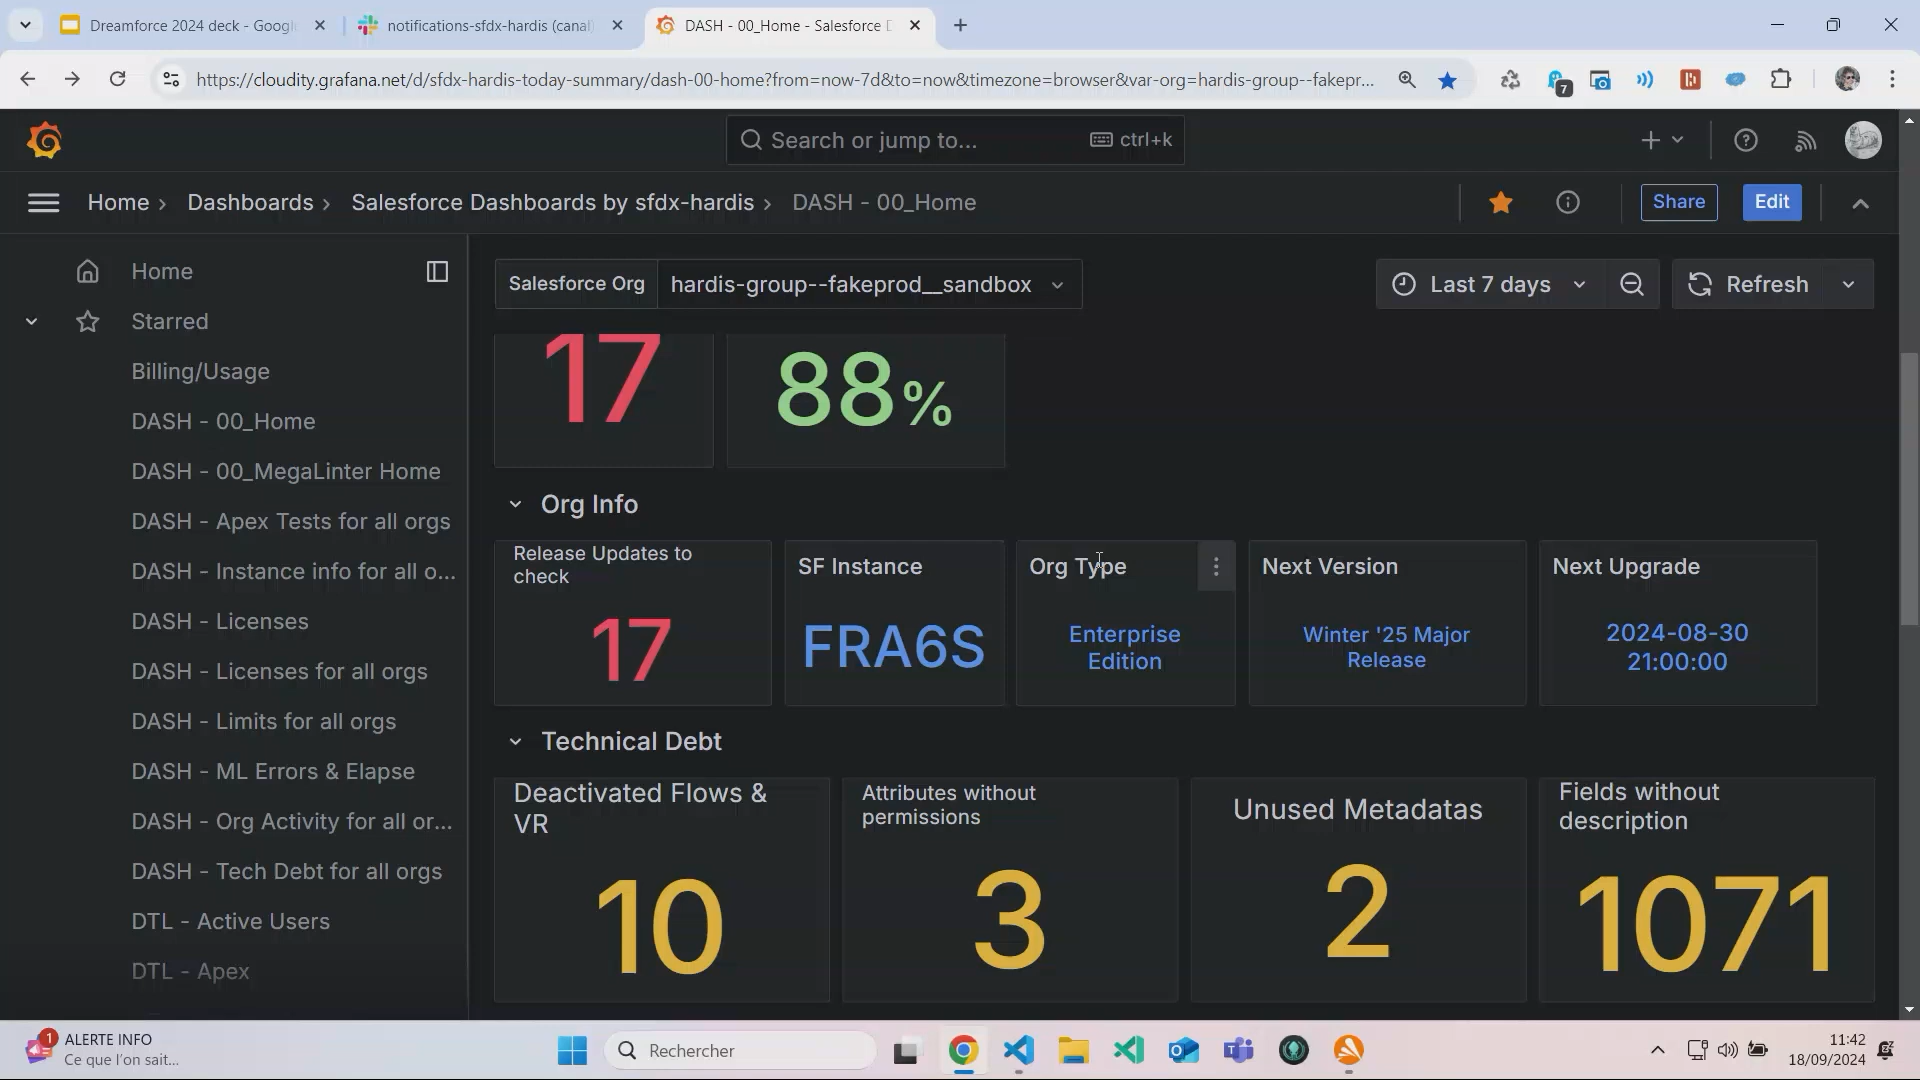 Dreamforce 2024 deck - Googl
notifications-sfdx-hardis (canal
DASH - 00_Home - Salesforce D
https://cloudity.grafana.net/d/sfdx-hardis-today-summary/dash-00-home?from=now-7d&to=now&timezone=browser&var-org=hardis-group--fakepr...
7
Search or jump to...
ctrl+k
Home
Dashboards
Salesforce Dashboards by sfdx-hardis
DASH - 00_Home
Share
Edit
Home
Starred
Billing/Usage
DASH - 00_Home
DASH - 00_MegaLinter Home
DASH - Apex Tests for all orgs
DASH - Instance info for all o...
DASH - Licenses
DASH - Licenses for all orgs
DASH - Limits for all orgs
DASH - ML Errors & Elapse
DASH - Org Activity for all or...
DASH - Tech Debt for all orgs
DTL - Active Users
DTL - Apex
Salesforce Org
hardis-group--fakeprod__sandbox
Last 7 days
Refresh
17
88%
Org Info
Release Updates to
check
17
SF Instance
FRA6S
Org Type
Enterprise
Edition
Next Version
Winter '25 Major
Release
Next Upgrade
2024-08-30
21:00:00
Technical Debt
Deactivated Flows &
VR
10
Attributes without
permissions
3
Unused Metadatas
2
Fields without
description
1071
1
ALERTE INFO
Ce que l'on sait...
Rechercher
11:42
18/09/2024